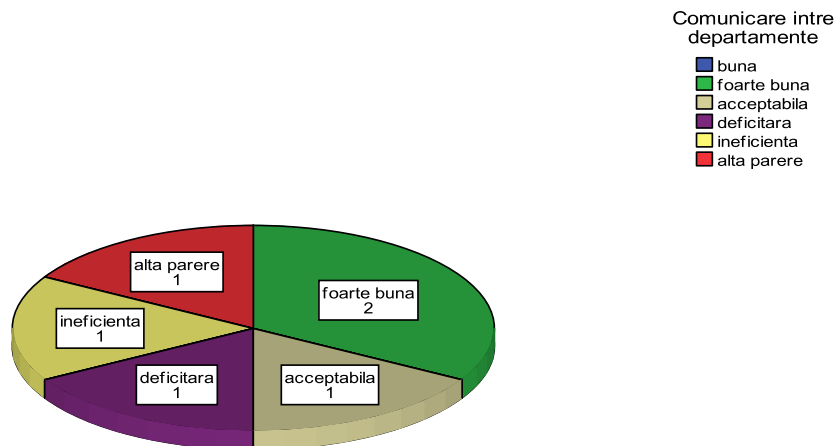 Comunicare intre
departamente
buna
foarte buna
acceptabila
deficitara
ineficienta
alta parere
alta parere
1
foarte buna
2
ineficienta
1
deficitara
1
acceptabila
1